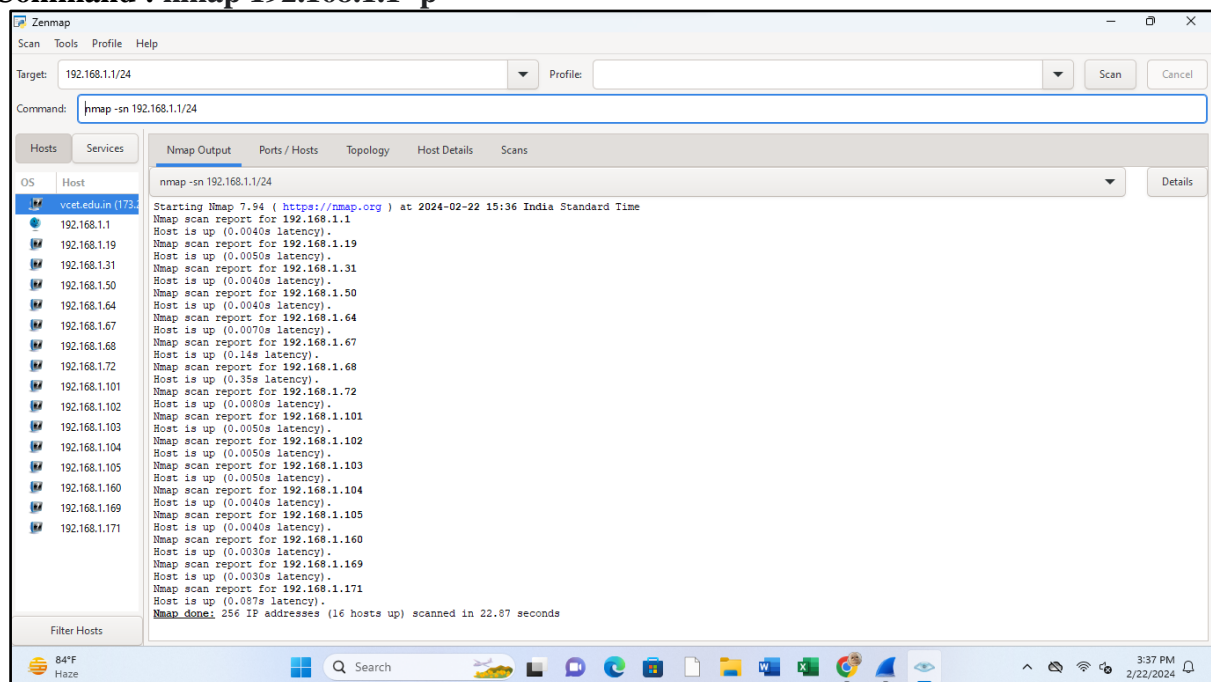 Command : nmap 192.168.1.1 -p
Zenmap
Scan Tools Profile Help
Target: 192.168.1.1/24 Profile: Scan Cancel
Command: nmap -sn 192.168.1.1/24
Hosts Services
OS Host
vcet.edu.in (173.2
192.168.1.1
192.168.1.19
192.168.1.31
192.168.1.50
192.168.1.64
192.168.1.67
192.168.1.68
192.168.1.72
192.168.1.101
192.168.1.102
192.168.1.103
192.168.1.104
192.168.1.105
192.168.1.160
192.168.1.169
192.168.1.171
Filter Hosts
Nmap Output Ports / Hosts Topology Host Details Scans
nmap -sn 192.168.1.1/24 Details
Starting Nmap 7.94 ( https://nmap.org ) at 2024-02-22 15:36 India Standard Time
Nmap scan report for 192.168.1.1
Host is up (0.0040s latency).
Nmap scan report for 192.168.1.19
Host is up (0.0050s latency).
Nmap scan report for 192.168.1.31
Host is up (0.0040s latency).
Nmap scan report for 192.168.1.50
Host is up (0.0040s latency).
Nmap scan report for 192.168.1.64
Host is up (0.0070s latency).
Nmap scan report for 192.168.1.67
Host is up (0.14s latency).
Nmap scan report for 192.168.1.68
Host is up (0.35s latency).
Nmap scan report for 192.168.1.72
Host is up (0.0080s latency).
Nmap scan report for 192.168.1.101
Host is up (0.0050s latency).
Nmap scan report for 192.168.1.102
Host is up (0.0050s latency).
Nmap scan report for 192.168.1.103
Host is up (0.0050s latency).
Nmap scan report for 192.168.1.104
Host is up (0.0040s latency).
Nmap scan report for 192.168.1.105
Host is up (0.0040s latency).
Nmap scan report for 192.168.1.160
Host is up (0.0030s latency).
Nmap scan report for 192.168.1.169
Host is up (0.0030s latency).
Nmap scan report for 192.168.1.171
Host is up (0.087s latency).
Nmap done: 256 IP addresses (16 hosts up) scanned in 22.87 seconds
84°F
Haze
Search
3:37 PM
2/22/2024